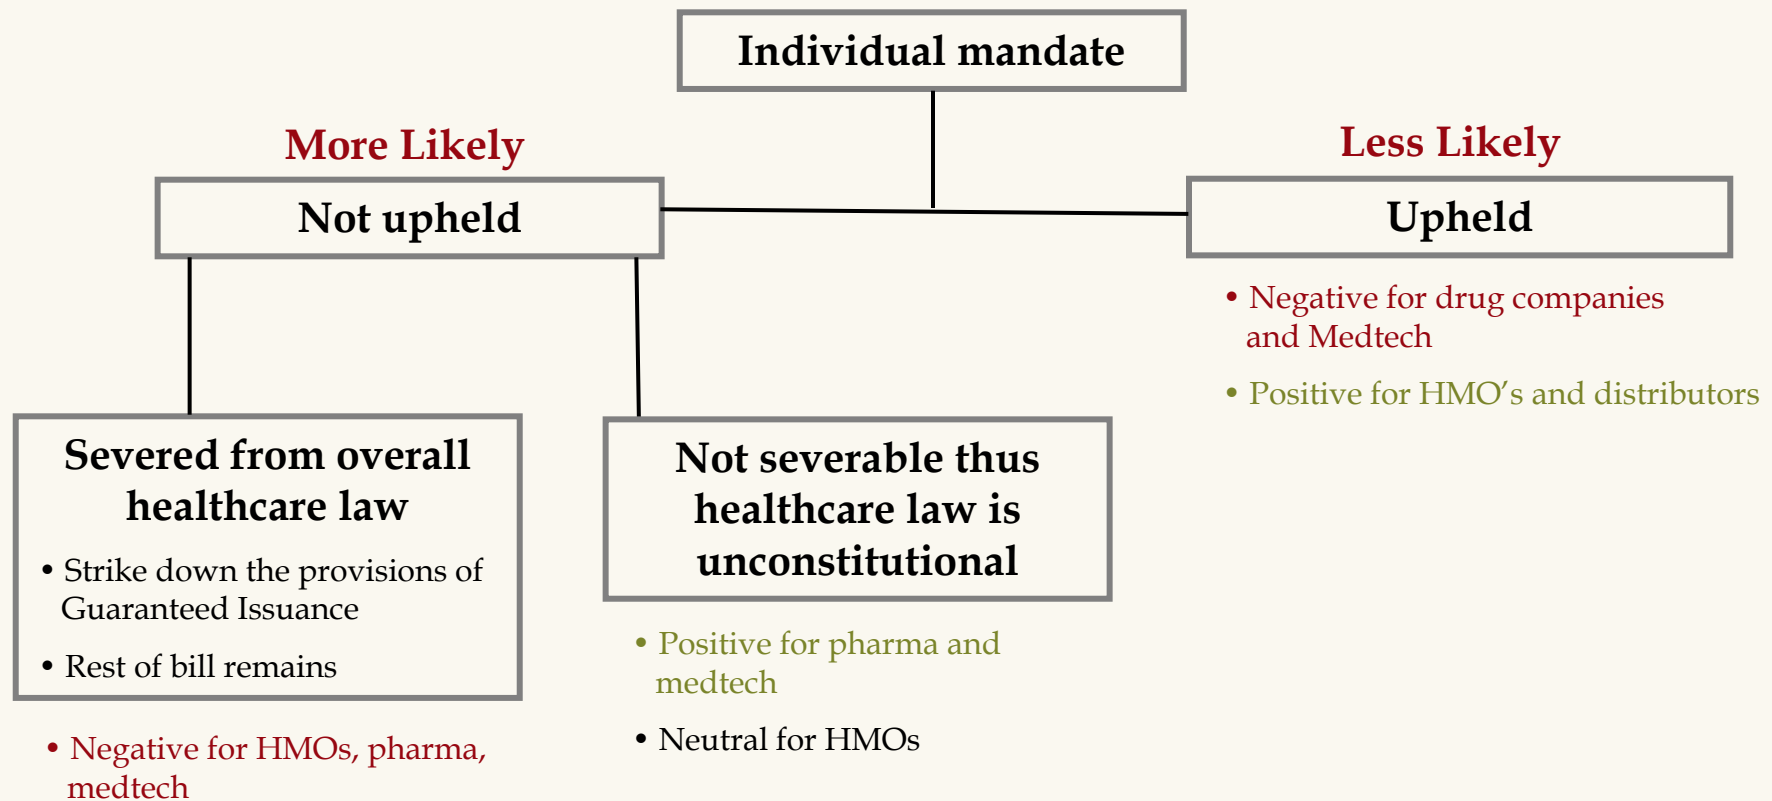 Individual mandate
More Likely
Less Likely
Not upheld
Upheld
• Negative for drug companies
and Medtech
• Positive for HMO’s and distributors
Severed from overall
healthcare law
• Strike down the provisions of
Guaranteed Issuance
• Rest of bill remains
• Negative for HMOs, pharma,
medtech
Not severable thus
healthcare law is
unconstitutional
• Positive for pharma and
medtech
• Neutral for HMOs